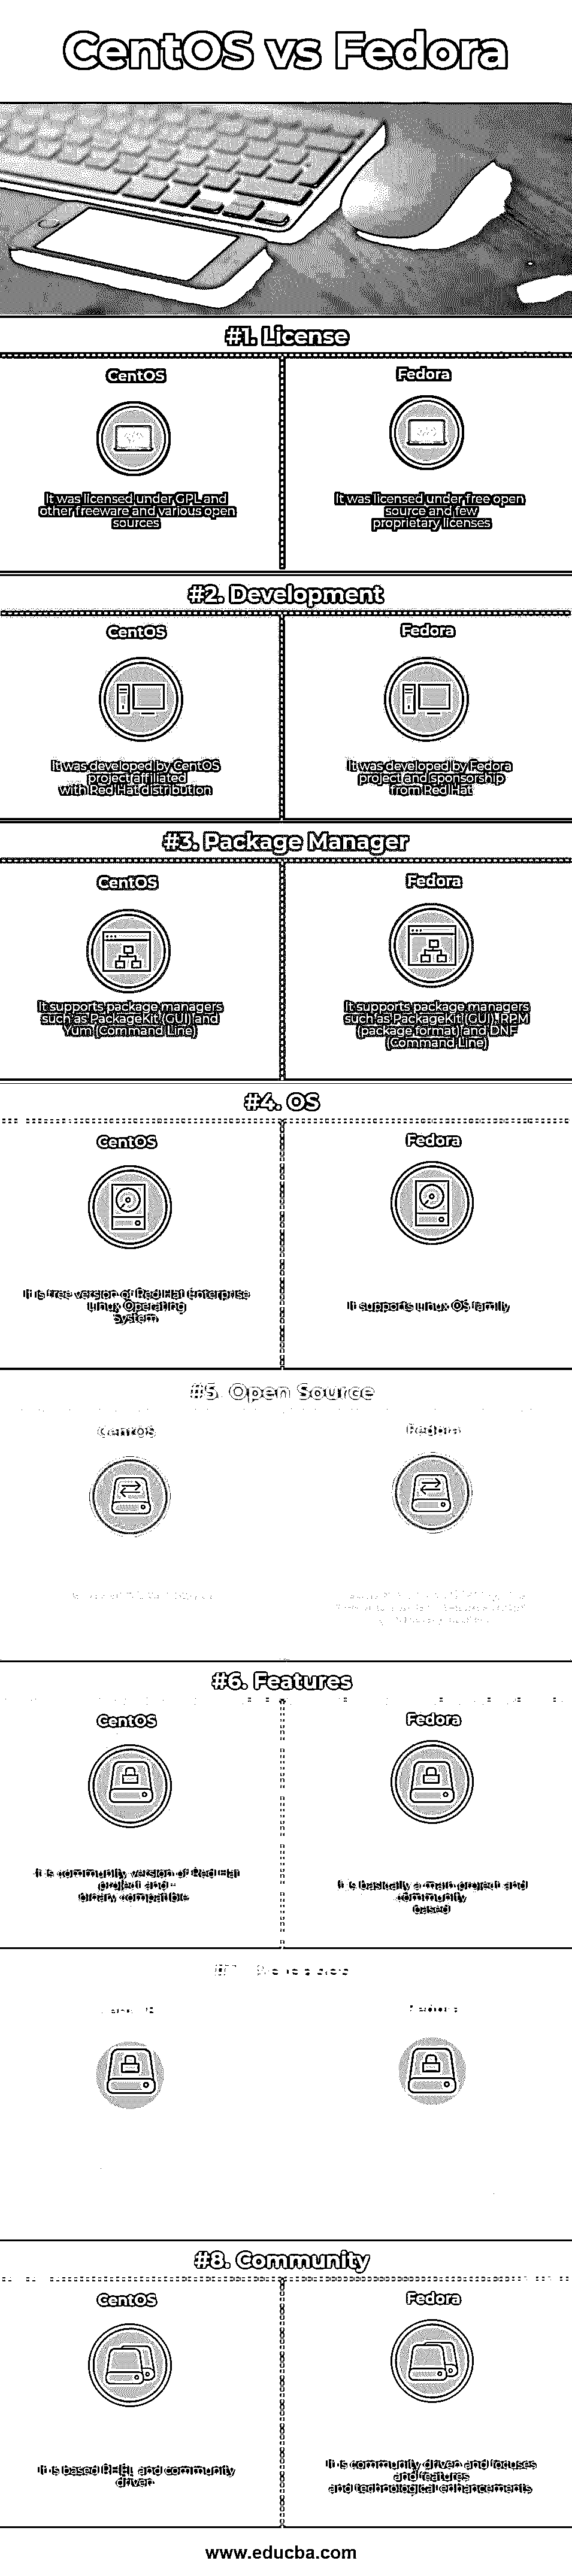 CentOS vs Fedora
#1. License
CentOS
Fedora
It was licensed under GPL and
other freeware and various open
sources
It was licensed under free open
source and few
proprietary licenses
#2. Development
CentOS
Fedora
It was developed by CentOS
project affiliated
with Red Hat distribution
It was developed by Fedora
project and sponsorship
from Red Hat
#3. Package Manager
CentOS
Fedora
It supports package managers
such as PackageKit (GUI) and
Yum (Command Line)
It supports package managers
such as PackageKit (GUI), RPM
(package format) and DNF
(Command Line)
#4. OS
CentOS
Fedora
It is free version of Red Hat Enterprise
Linux Operating
System
It supports Linux OS family
#5. Open Source
CentOS
Fedora
#6. Features
CentOS
Fedora
It is community version of Red Hat
project and
binary compatible
It is basically a main project and
community
based
Fedora
#8. Community
CentOS
Fedora
It is based RHEL and community
driven
It is community driven and focuses
and features
and technological enhancements
www.educba.com